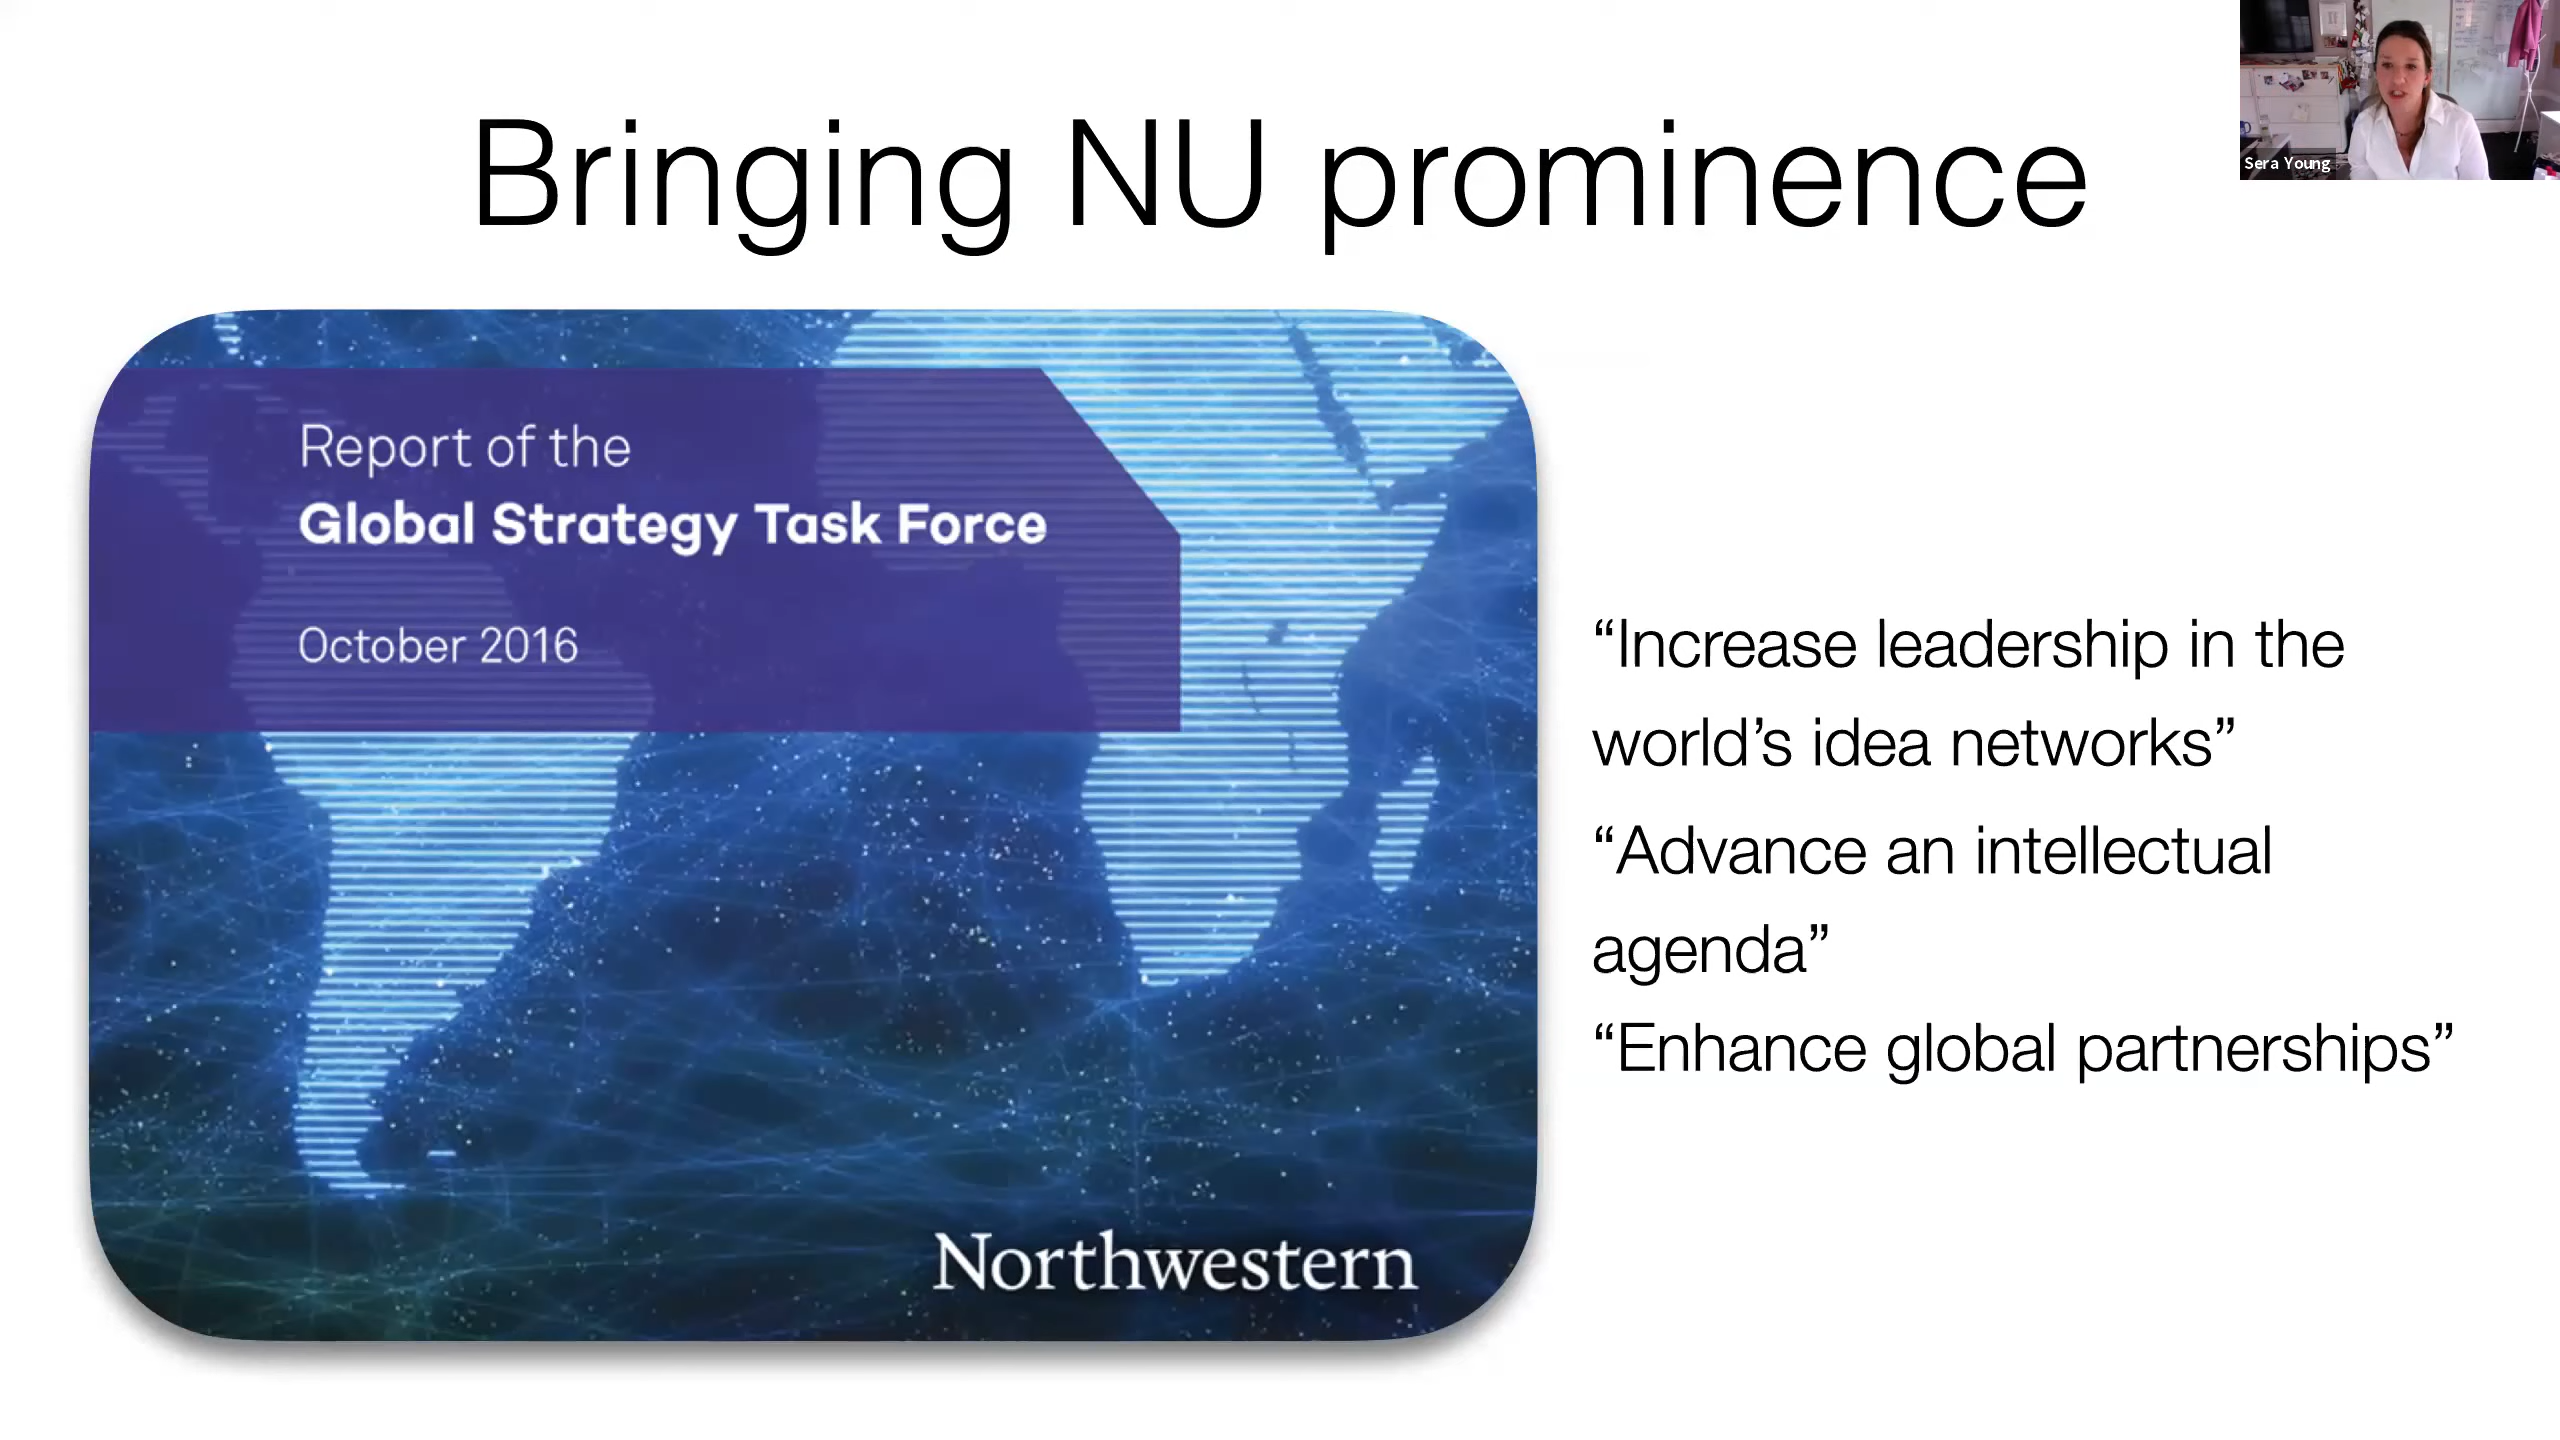 Bringing NU prominence
Sera Young
Report of the
Global Strategy Task Force
October 2016
Northwestern
“Increase leadership in the
world’s idea networks”
“Advance an intellectual
agenda”
“Enhance global partnerships”